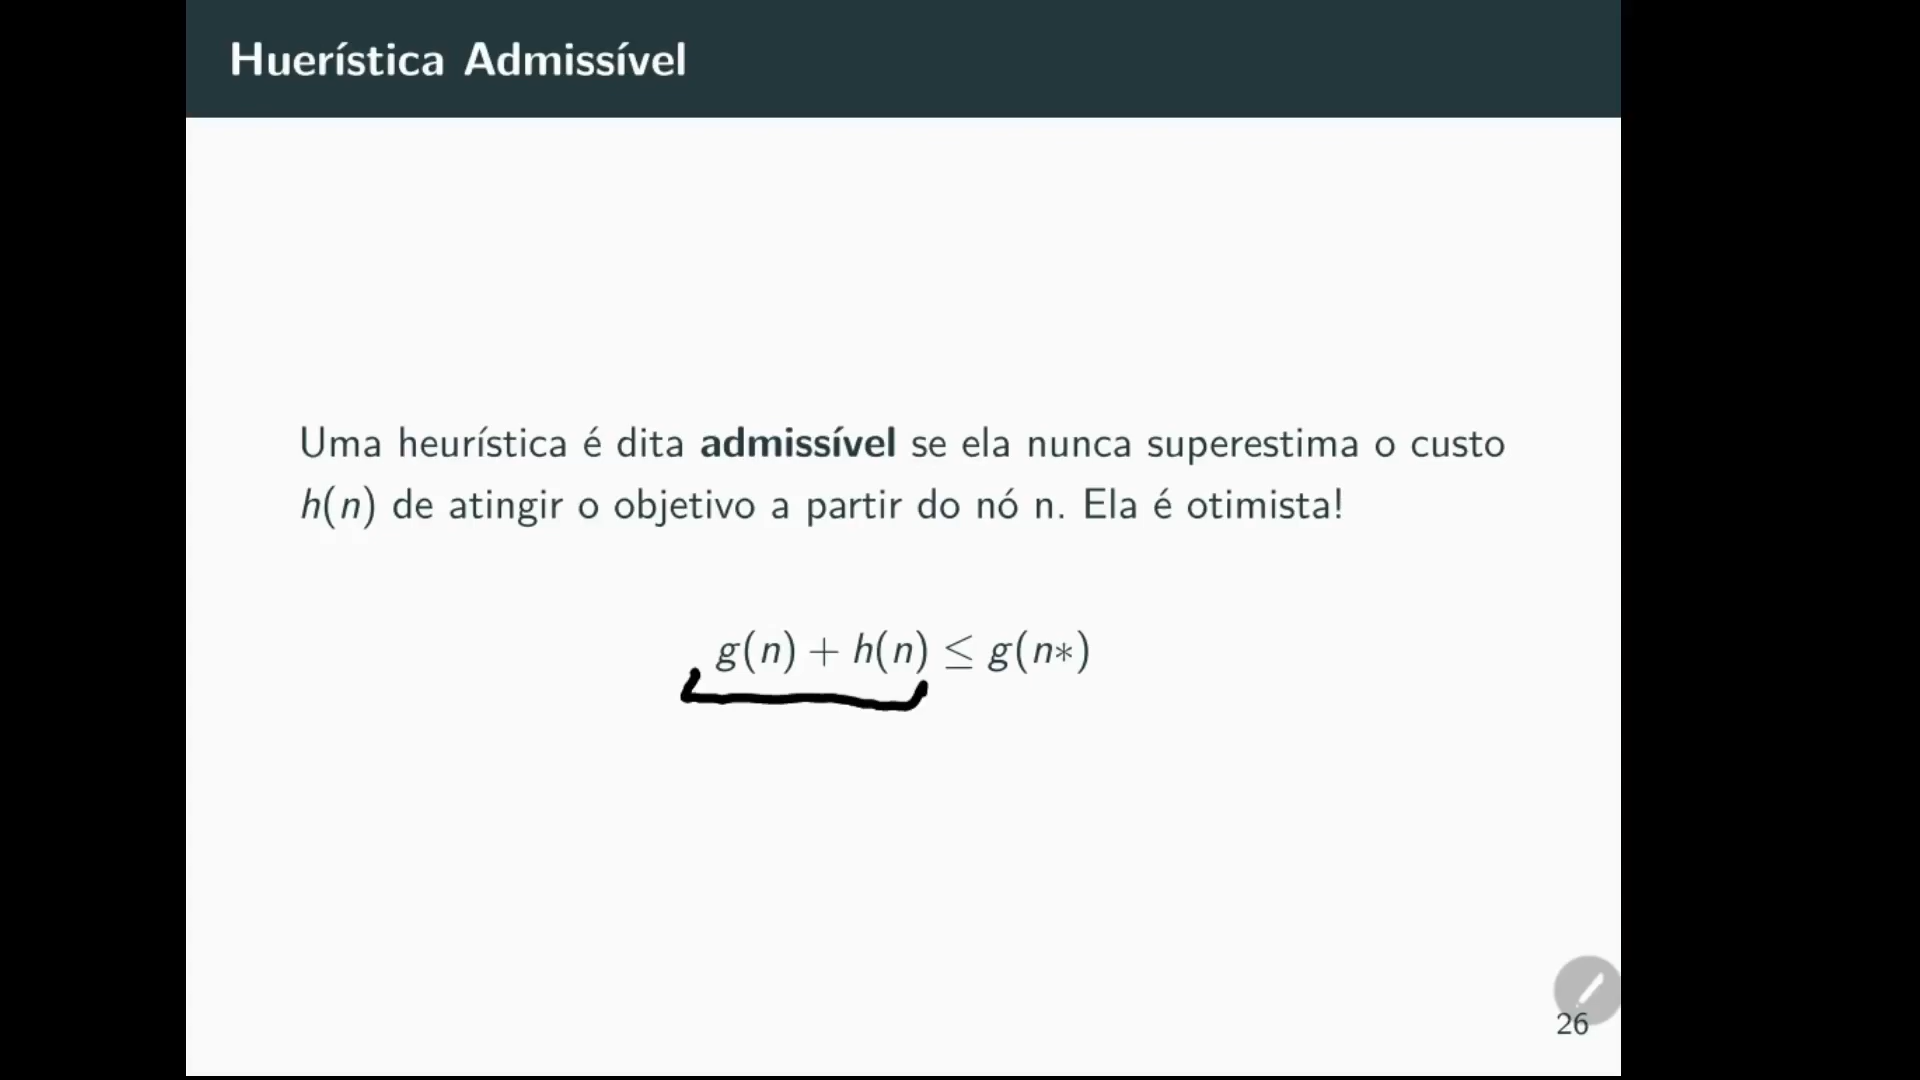 Huerística Admissível
Uma heurística é dita admissível se ela nunca superestima o custo
h(n) de atingir o objetivo a partir do nó n. Ela é otimista!
g(n) + h(n) ≤ g(n*)
26